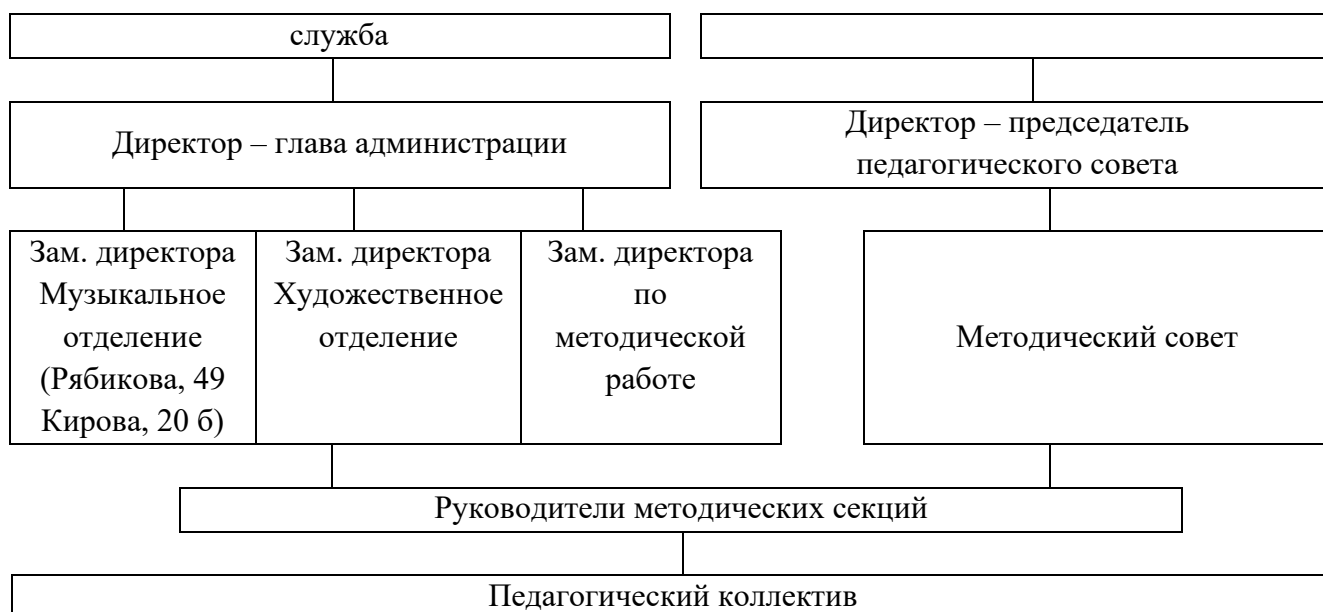 служба
Директор – глава администрации
Директор – председатель
педагогического совета
Зам. директора
Музыкальное
отделение
(Рябикова, 49
Кирова, 20 б)
Зам. директора
Художественное
отделение
Зам. директора
по
методической
работе
Методический совет
Руководители методических секций
Педагогический коллектив